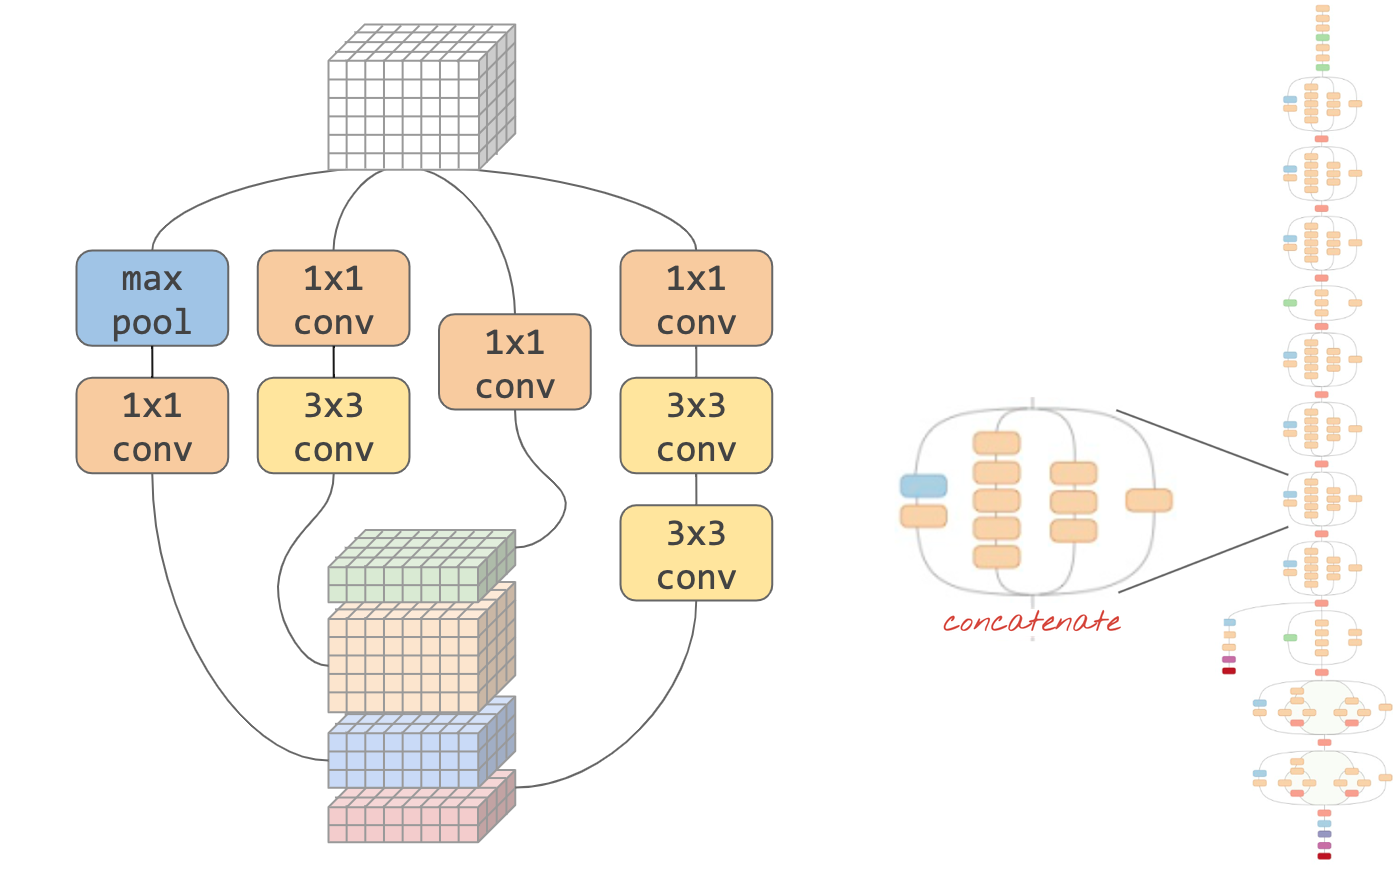 max
pool
1x1
conv
1x1
conv
3x3
conv
1x1
conv
1x1
conv
3x3
conv
3x3
conv
concatenate